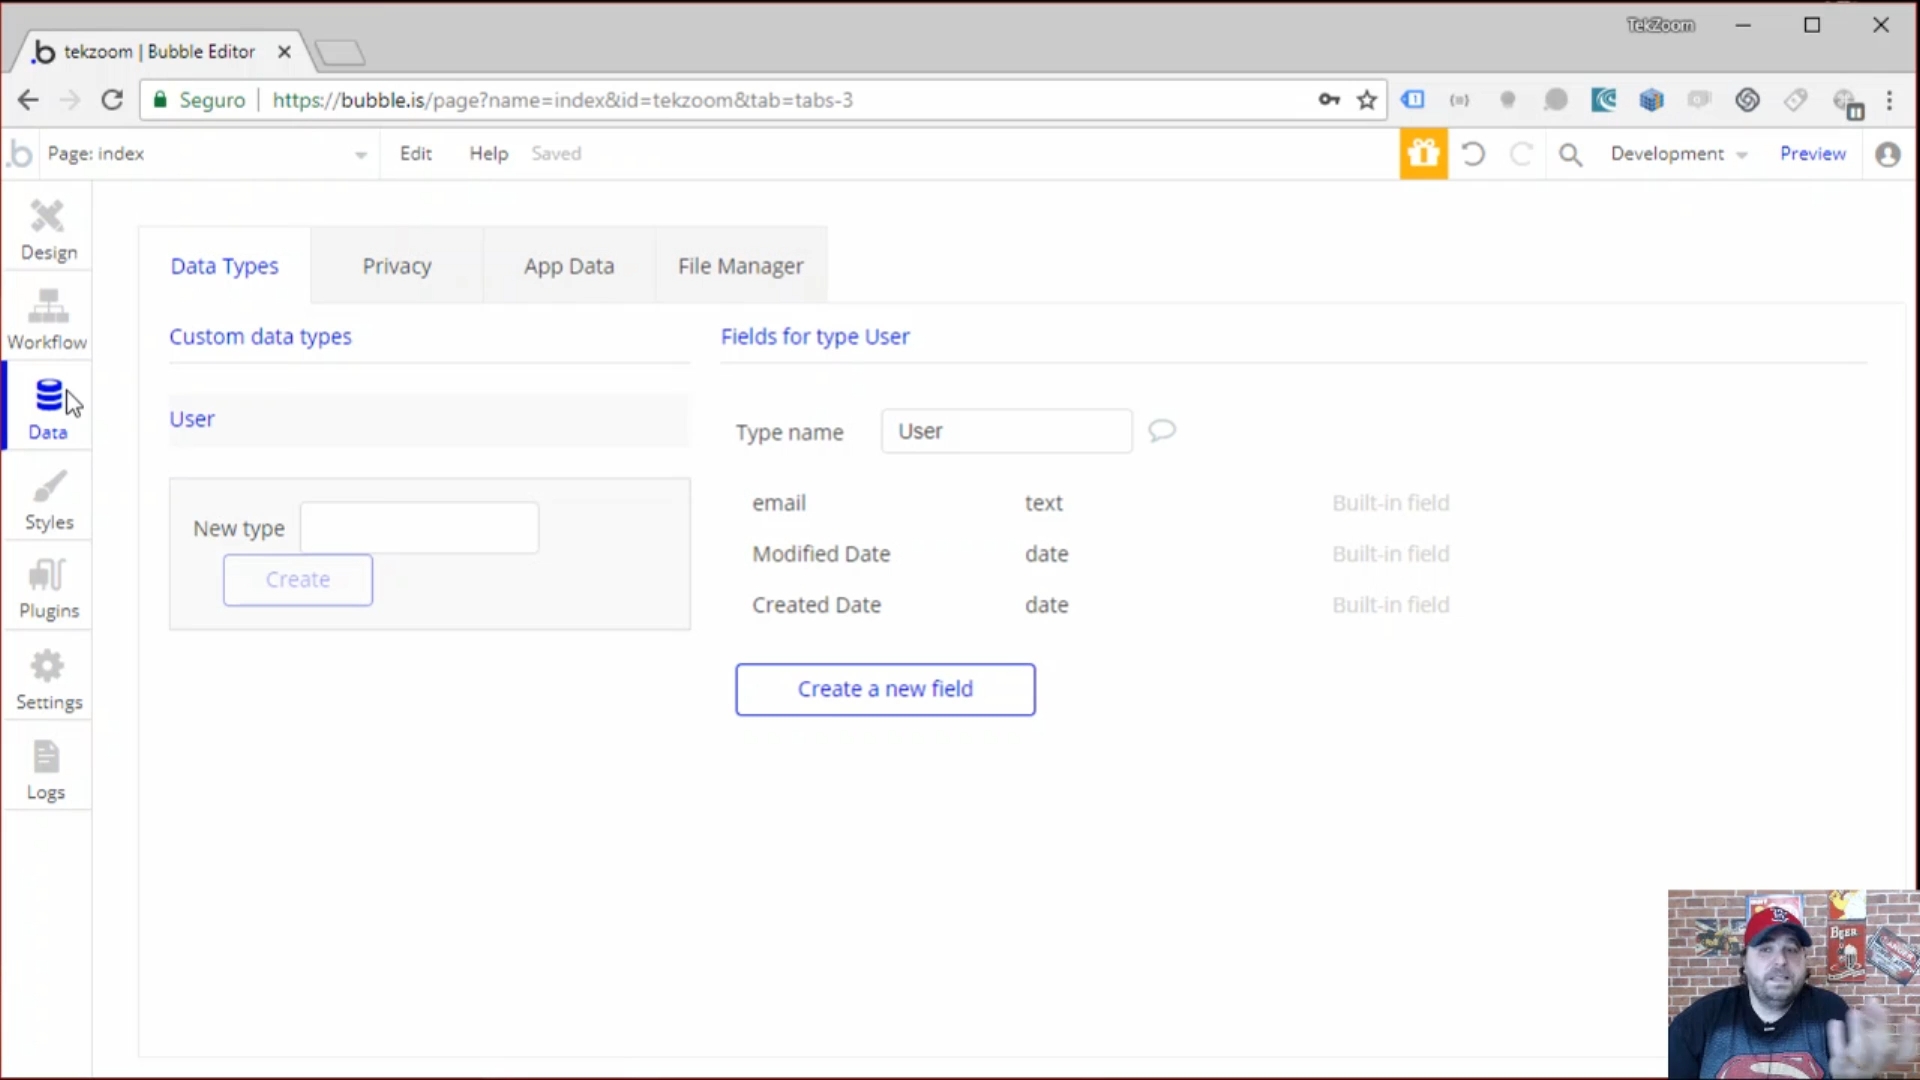 TekZoom
tekzoom | Bubble Editor
Seguro
https://bubble.is/page?name=index&id=tekzoom&tab=tabs-3
.b
Page: index
Edit
Help
Saved
Development
Preview
Design
Workflow
Data
Styles
Plugins
Settings
Logs
Data Types
Privacy
App Data
File Manager
Custom data types
User
New type
Create
Fields for type User
Type name
User
email text Built-in field
Modified Date date Built-in field
Created Date date Built-in field
Create a new field
BEER